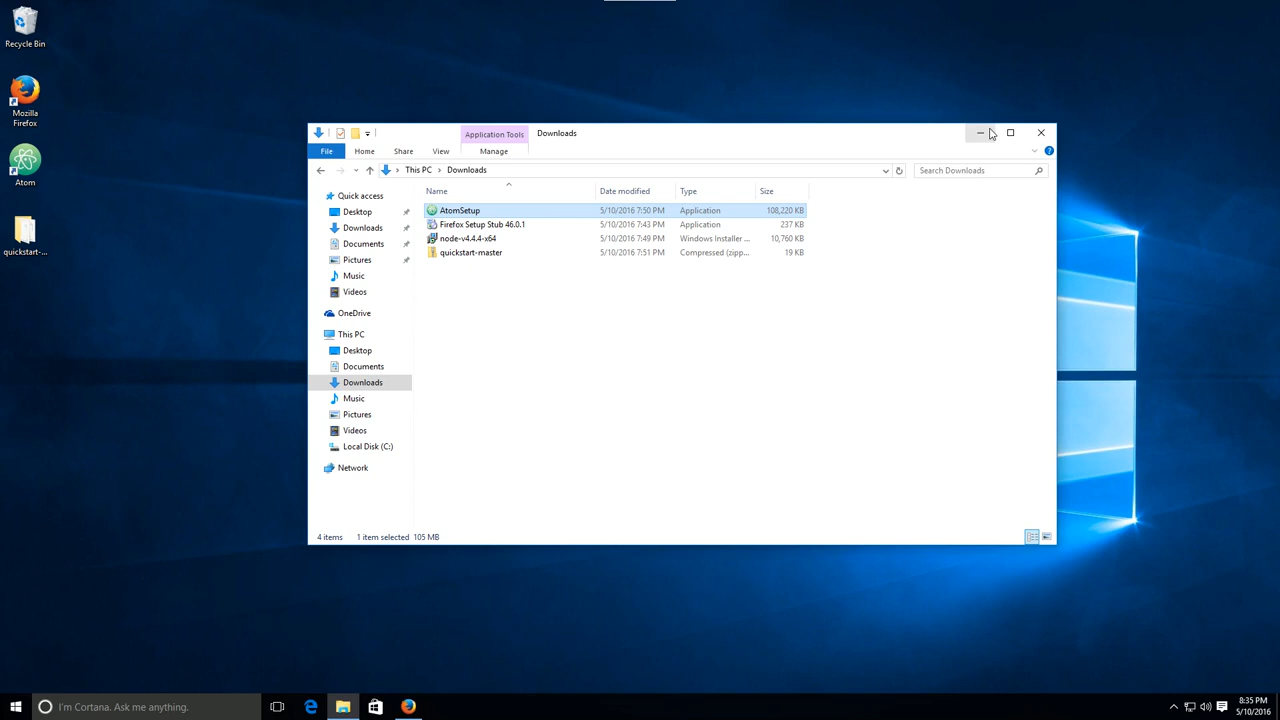 Recycle Bin
Mozilla
Firefox
Atom
quickstart-...
Application Tools
Downloads
File
Home
Share
View
Manage
This PC
Downloads
Search Downloads
Name
Date modified
Type
Size
Quick access
Desktop
Downloads
Documents
Pictures
Music
Videos
OneDrive
This PC
Desktop
Documents
Downloads
Music
Pictures
Videos
Local Disk (C:)
Network
AtomSetup 5/10/2016 7:50 PM Application 108,220 KB
Firefox Setup Stub 46.0.1 5/10/2016 7:43 PM Application 237 KB
node-v4.4.4-x64 5/10/2016 7:49 PM Windows Installer ... 10,760 KB
quickstart-master 5/10/2016 7:51 PM Compressed (zipp... 19 KB
4 items 1 item selected 105 MB
I'm Cortana. Ask me anything.
8:35 PM
5/10/2016